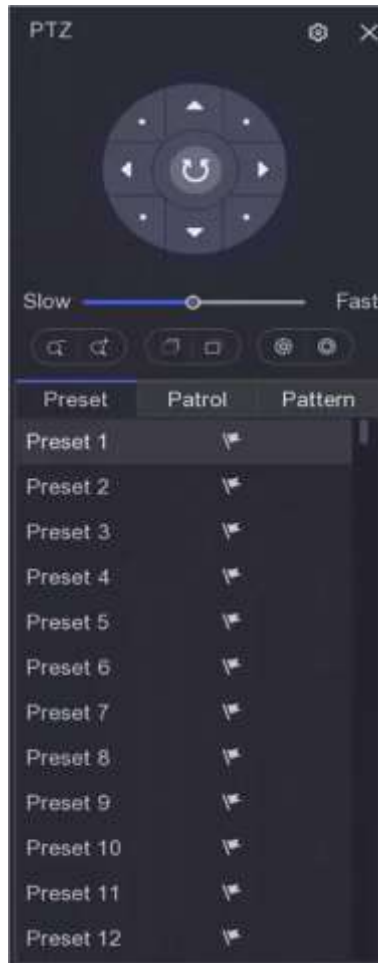 PTZ
Slow Fast
Preset Patrol Pattern
Preset 1
Preset 2
Preset 3
Preset 4
Preset 5
Preset 6
Preset 7
Preset 8
Preset 9
Preset 10
Preset 11
Preset 12